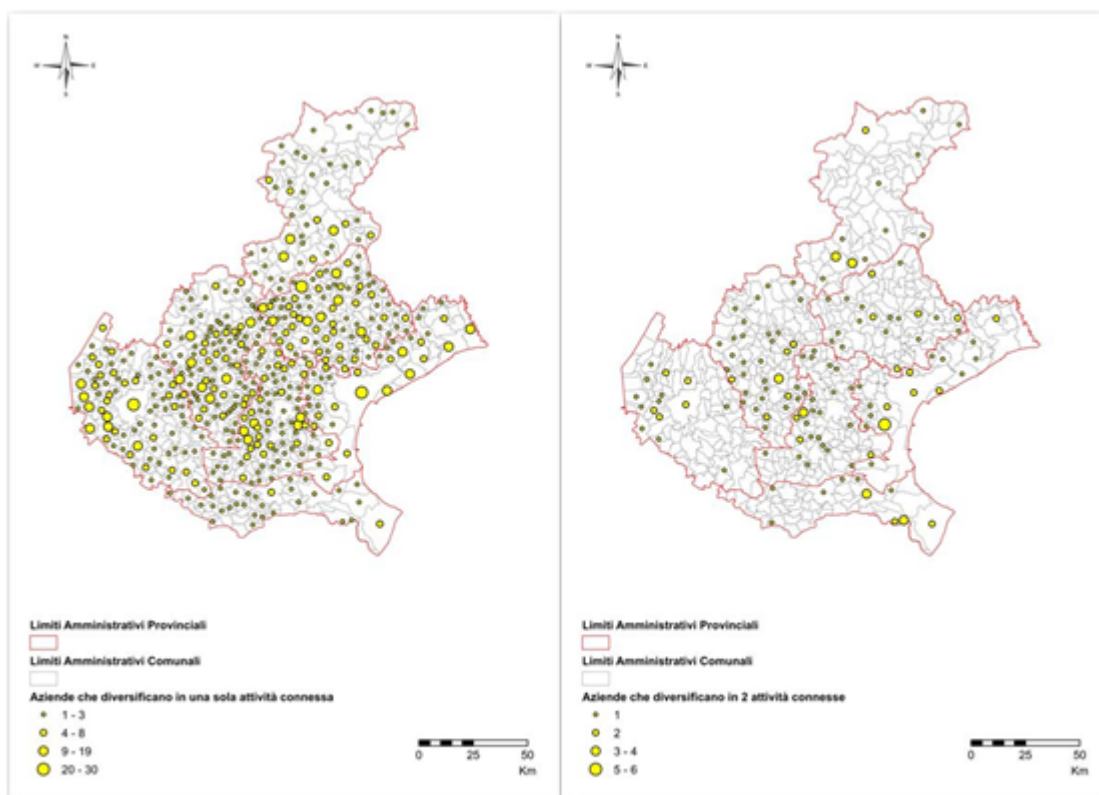 N
W E
S
Limiti Amministrativi Provinciali
Limiti Amministrativi Comunali
Aziende che diversificano in una sola attività connessa
1 - 3
4 - 8
9 - 19
20 - 30
0 25 50
Km
N
W E
S
Limiti Amministrativi Provinciali
Limiti Amministrativi Comunali
Aziende che diversificano in 2 attività connesse
1
2
3 - 4
5 - 6
0 25 50
Km